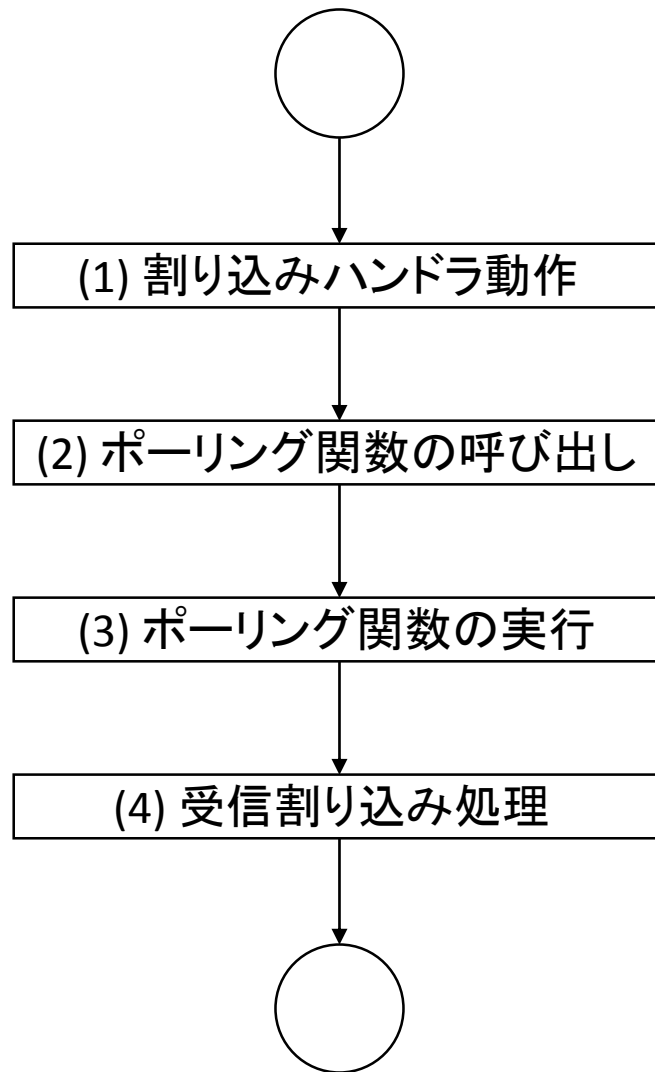 (1) 割り込みハンドラ動作
(2) ポーリング関数の呼び出し
(3) ポーリング関数の実行
(4) 受信割り込み処理